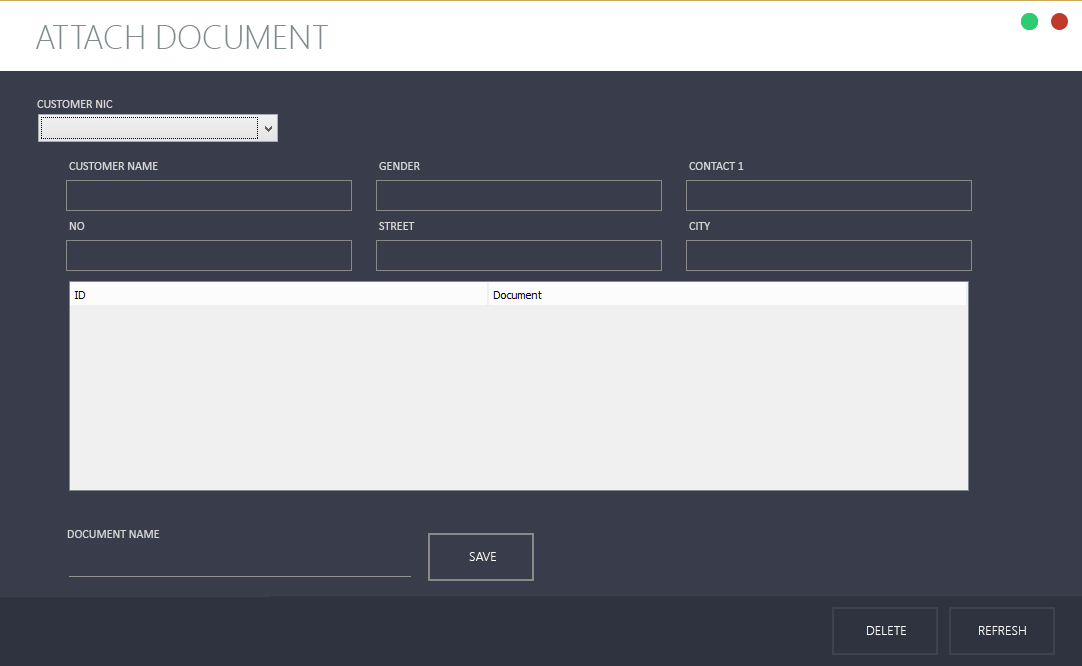 ATTACH DOCUMENT
CUSTOMER NIC
CUSTOMER NAME GENDER CONTACT 1
NO STREET CITY
ID Document
DOCUMENT NAME
SAVE
DELETE REFRESH